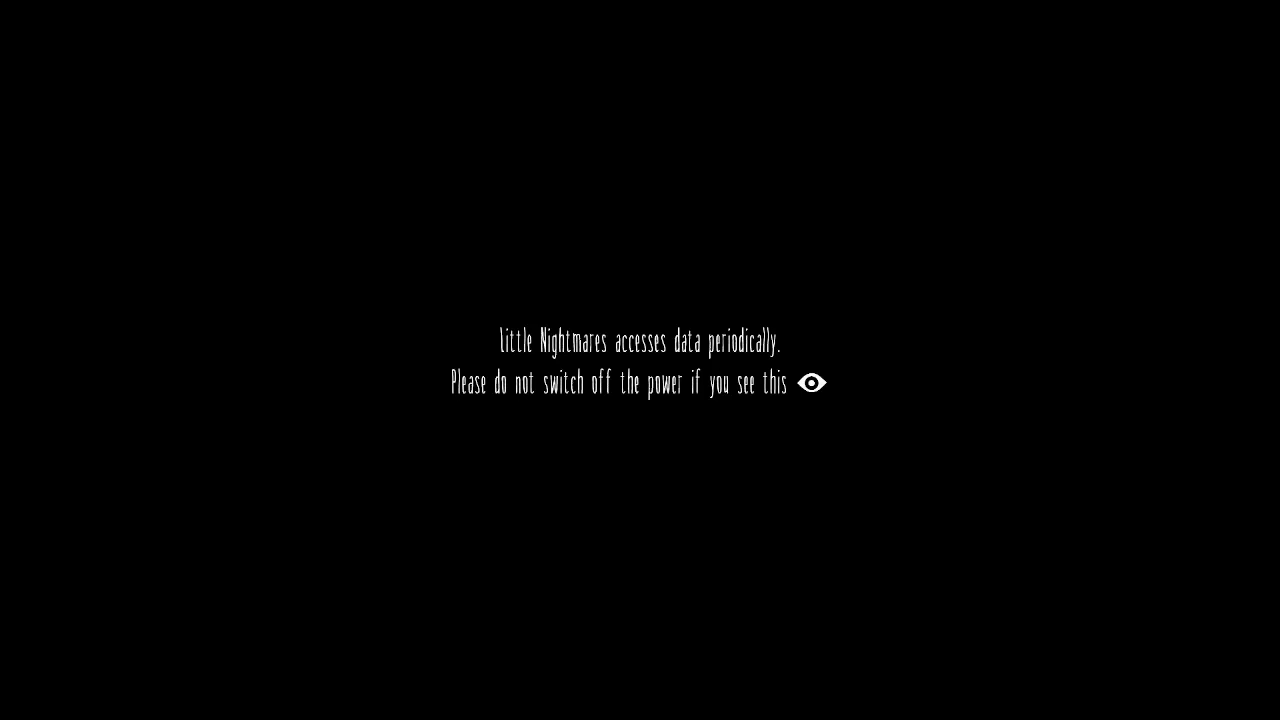 Little Nightmares accesses data periodically.
Please do not switch off the power if you see this